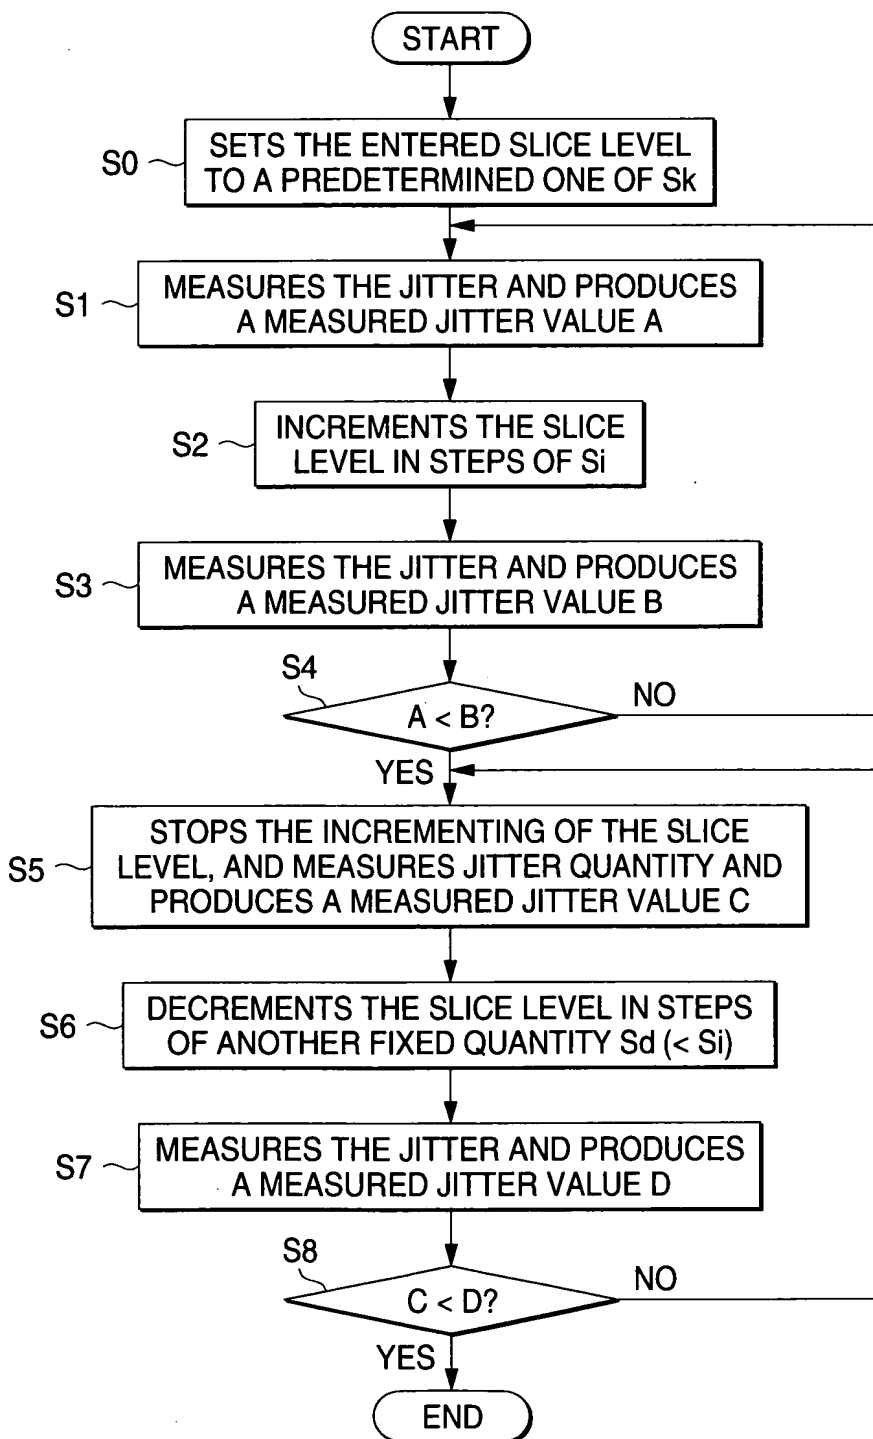 START
S0
SETS THE ENTERED SLICE LEVEL
TO A PREDETERMINED ONE OF Sk
S1
MEASURES THE JITTER AND PRODUCES
A MEASURED JITTER VALUE A
S2
INCREMENTS THE SLICE
LEVEL IN STEPS OF Si
S3
MEASURES THE JITTER AND PRODUCES
A MEASURED JITTER VALUE B
S4
A < B?
NO
YES
S5
STOPS THE INCREMENTING OF THE SLICE
LEVEL, AND MEASURES JITTER QUANTITY AND
PRODUCES A MEASURED JITTER VALUE C
S6
DECREMENTS THE SLICE LEVEL IN STEPS
OF ANOTHER FIXED QUANTITY Sd (< Si)
S7
MEASURES THE JITTER AND PRODUCES
A MEASURED JITTER VALUE D
S8
C < D?
NO
YES
END